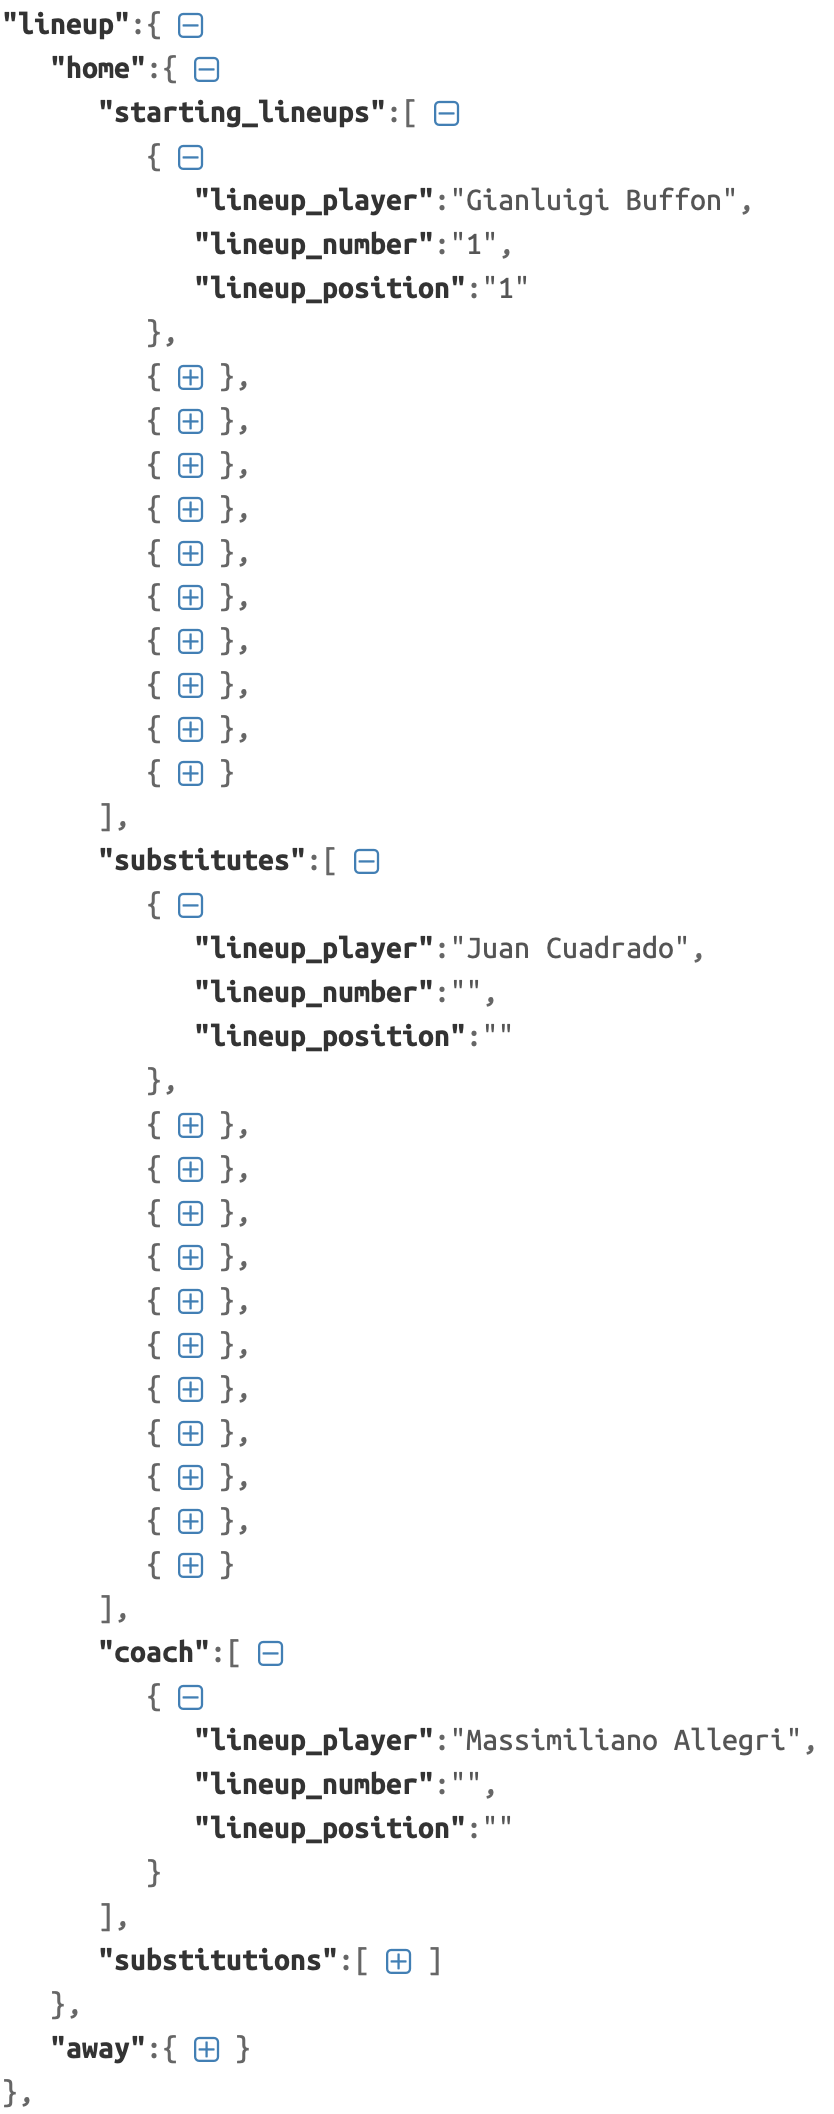 "lineup":{
"home":{
"starting_lineups":[
{
"lineup_player":"Gianluigi Buffon",
"lineup_number":"1",
"lineup_position":"1"
},
{ },
{ },
{ },
{ },
{ },
{ },
{ },
{ },
{ },
{ }
],
"substitutes":[
{
"lineup_player":"Juan Cuadrado",
"lineup_number":"",
"lineup_position":""
},
{ },
{ },
{ },
{ },
{ },
{ },
{ },
{ },
{ },
{ },
{ }
],
"coach":[
{
"lineup_player":"Massimiliano Allegri",
"lineup_number":"",
"lineup_position":""
}
],
"substitutions":[ ]
},
"away":{ }
},